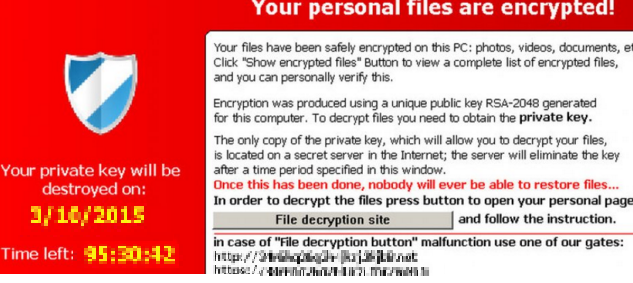 Your personal files are encrypted!
Your files have been safely encrypted on this PC: photos, videos, documents, et
Click "Show encrypted files" Button to view a complete list of encrypted files,
and you can personally verify this.
Encryption was produced using a unique public key RSA-2048 generated
for this computer. To decrypt files you need to obtain the private key.
The only copy of the private key, which will allow you to decrypt your files,
is located on a secret server in the Internet; the server will eliminate the key
after a time period specified in this window.
Once this has been done, nobody will ever be able to restore files...
In order to decrypt the files press button to open your personal page
File decryption site and follow the instruction.
in case of "File decryption button" malfunction use one of our gates:
Your private key will be
destroyed on:
3/10/2015
Time left: 95:30:42